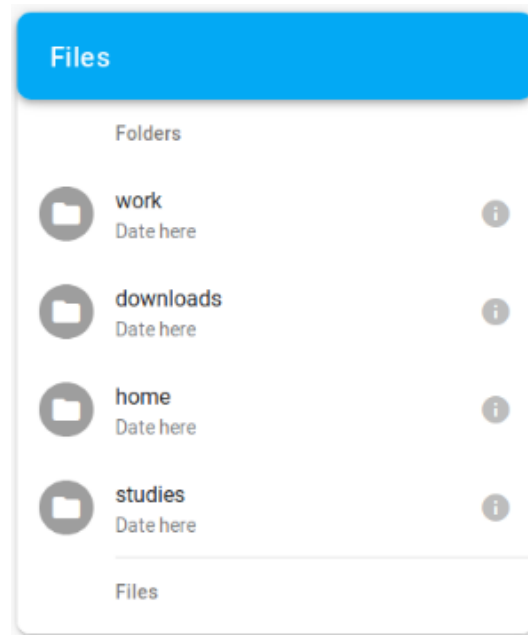 Files
Folders
work
Date here
downloads
Date here
home
Date here
studies
Date here
Files